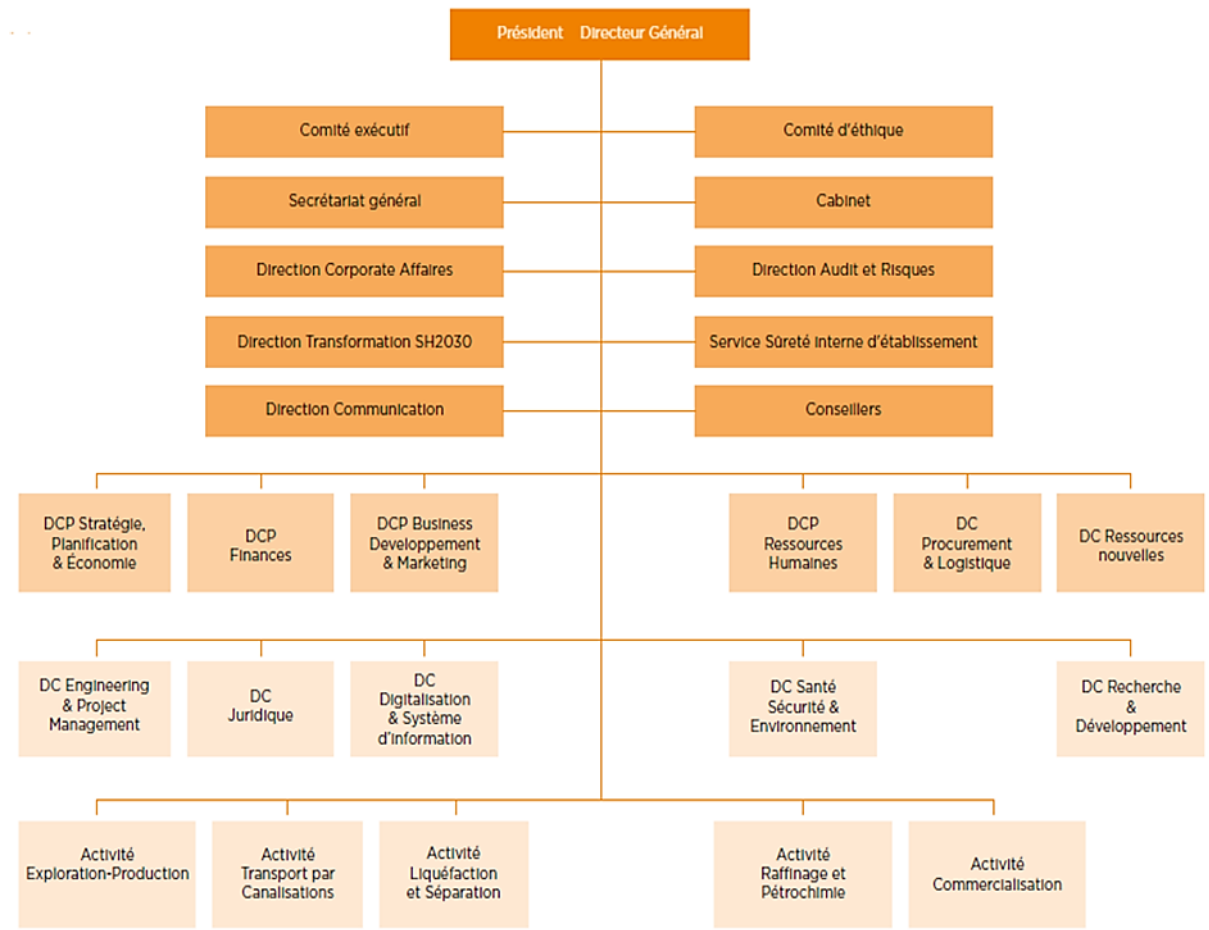 Président Directeur Général
Comité exécutif
Comité d'éthique
Secrétariat général
Cabinet
Direction Corporate Affaires
Direction Audit et Risques
Direction Transformation SH2030
Service Sûreté interne d'établissement
Direction Communication
Conseillers
DCP Stratégie,
Planification
& Économie
DCP
Finances
DCP Business
Developpement
& Marketing
DCP
Ressources
Humaines
DC
Procurement
& Logistique
DC Ressources
nouvelles
DC Engineering
& Project
Management
DC
Juridique
DC
Digitalisation
& Système
d'information
DC Santé
Sécurité &
Environnement
DC Recherche
&
Développement
Activité
Exploration-Production
Activité
Transport par
Canalisations
Activité
Liquéfaction
et Séparation
Activité
Raffinage et
Pétrochimie
Activité
Commercialisation